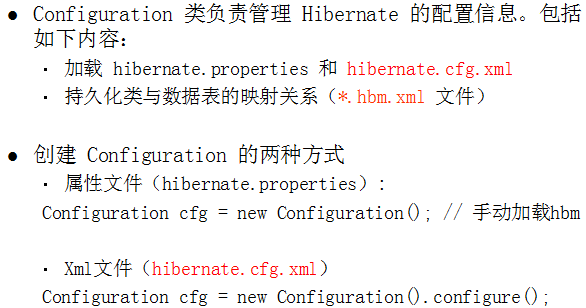 ● Configuration 类负责管理 Hibernate 的配置信息。包括
如下内容：
· 加载 hibernate.properties 和 hibernate.cfg.xml
· 持久化类与数据表的映射关系（*.hbm.xml 文件）
● 创建 Configuration 的两种方式
· 属性文件（hibernate.properties）:
Configuration cfg = new Configuration(); // 手动加载hbm
· Xml文件（hibernate.cfg.xml）
Configuration cfg = new Configuration().configure();